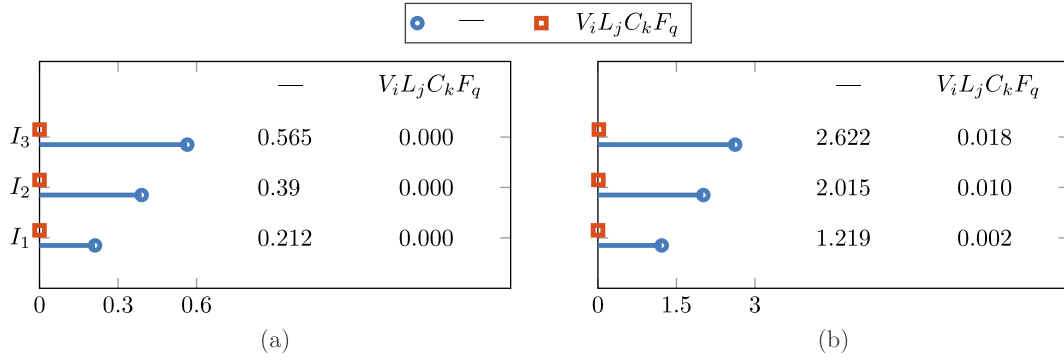 — V_iL_jC_kF_q
— V_iL_jC_kF_q — V_iL_jC_kF_q
I_3 0.565 0.000 2.622 0.018
I_2 0.39 0.000 2.015 0.010
I_1 0.212 0.000 1.219 0.002
0 0.3 0.6 0 1.5 3
(a) (b)